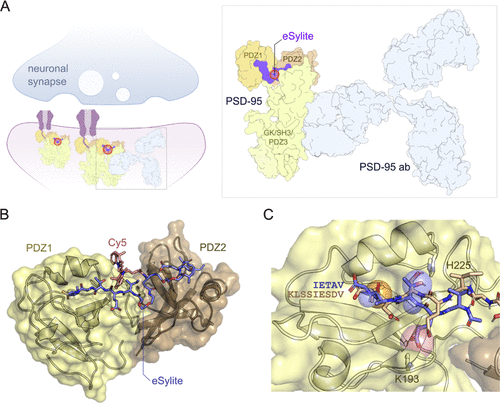 A
neuronal
synapse
eSylite
PDZ1
PDZ2
PSD-95
GK/SH3/
PDZ3
PSD-95 ab
B
PDZ1
Cy5
PDZ2
eSylite
C
H225
IETAV
KLSSIESDV
K193